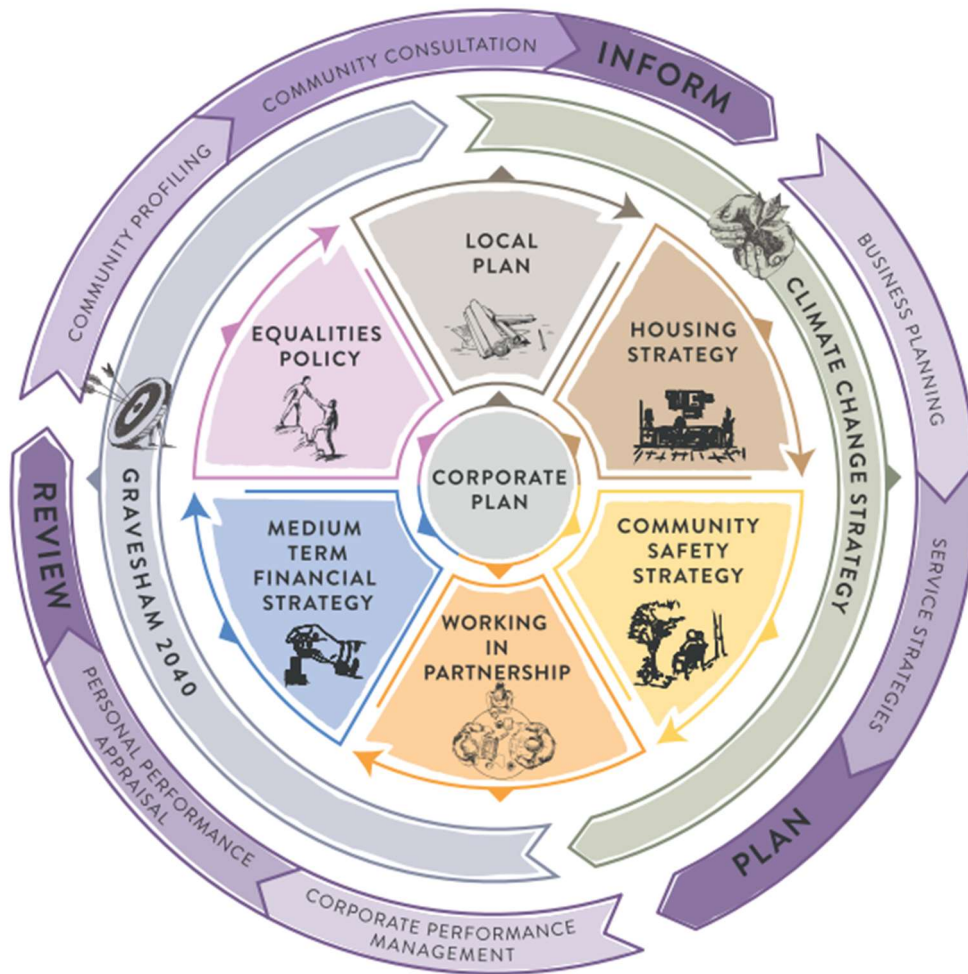 COMMUNITY PROFILING
COMMUNITY CONSULTATION
INFORM
BUSINESS PLANNING
SERVICE STRATEGIES
PLAN
CORPORATE PERFORMANCE
MANAGEMENT
PERSONAL PERFORMANCE
APPRAISAL
REVIEW
GRAVESHAM 2040
CLIMATE CHANGE STRATEGY
LOCAL
PLAN
HOUSING
STRATEGY
COMMUNITY
SAFETY
STRATEGY
WORKING
IN
PARTNERSHIP
MEDIUM
TERM
FINANCIAL
STRATEGY
EQUALITIES
POLICY
CORPORATE
PLAN